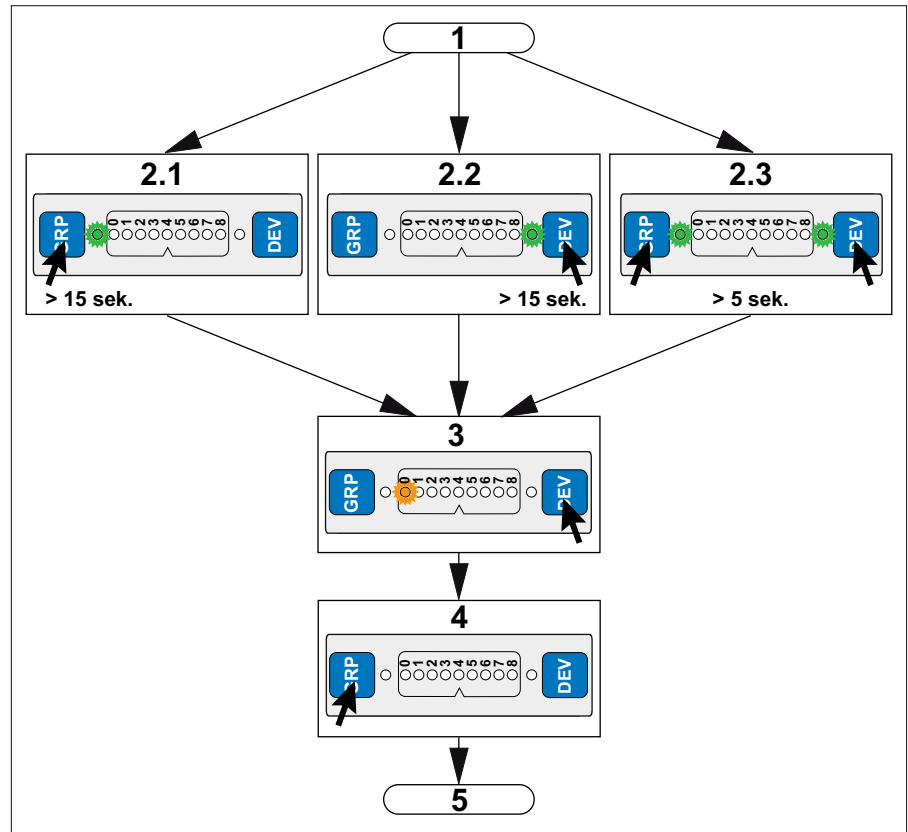 1
2.1
GRP 0 1 2 3 4 5 6 7 8 DEV
> 15 sek.
2.2
GRP 0 1 2 3 4 5 6 7 8 DEV
> 15 sek.
2.3
GRP 0 1 2 3 4 5 6 7 8 DEV
> 5 sek.
3
GRP 0 1 2 3 4 5 6 7 8 DEV
4
GRP 0 1 2 3 4 5 6 7 8 DEV
5